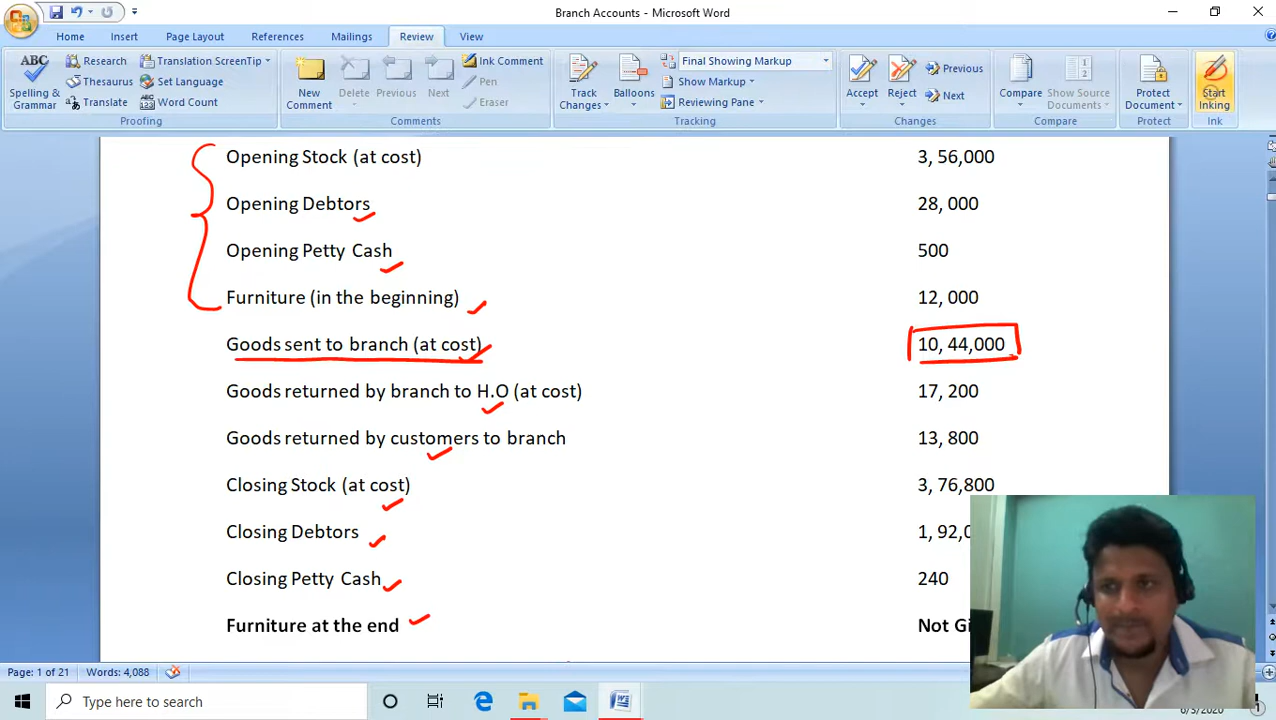 Branch Accounts - Microsoft Word
Home Insert Page Layout References Mailings Review View
ABC Research Translation ScreenTip Ink Comment Final Showing Markup Previous
Thesaurus Set Language Pen Show Markup Next
Spelling & Grammar Translate Word Count New Comment Delete Previous Next Eraser Track Changes Balloons Reviewing Pane Accept Reject Compare Show Source Documents Protect Document Start Inking
Proofing Comments Tracking Changes Compare Protect Ink
Opening Stock (at cost) 3, 56,000
Opening Debtors 28, 000
Opening Petty Cash 500
Furniture (in the beginning) 12, 000
Goods sent to branch (at cost) 10, 44,000
Goods returned by branch to H.O (at cost) 17, 200
Goods returned by customers to branch 13, 800
Closing Stock (at cost) 3, 76,800
Closing Debtors 1, 92,0
Closing Petty Cash 240
Furniture at the end Not Gi
Page: 1 of 21 Words: 4,088
Type here to search